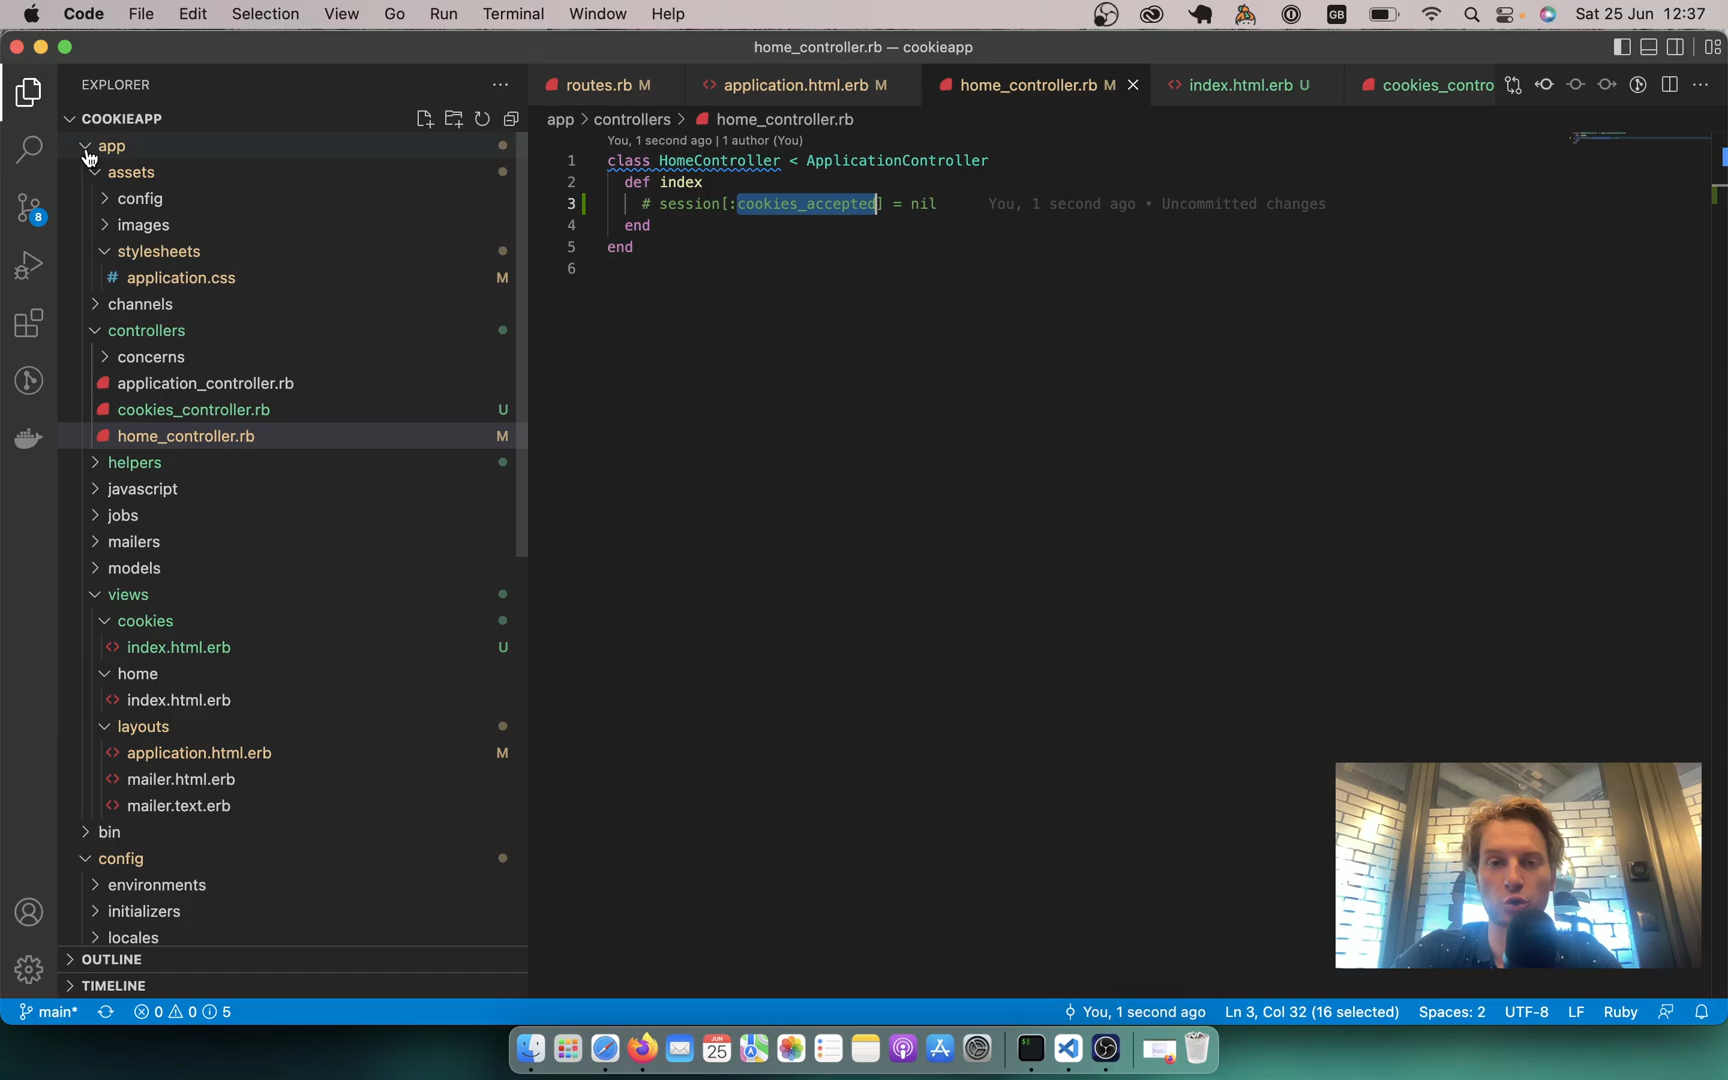 Code File Edit Selection View Go Run Terminal Window Help GB Sat 25 Jun 12:37
home_controller.rb — cookieapp
EXPLORER
routes.rb M
application.html.erb M
home_controller.rb M
index.html.erb U
cookies_contro
COOKIEAPP
app > controllers > home_controller.rb
You, 1 second ago | 1 author (You)
1 class HomeController < ApplicationController
2 def index
3 # session[:cookies_accepted] = nil You, 1 second ago • Uncommitted changes
4 end
5 end
6
app
assets
config
images
stylesheets
# application.css M
channels
controllers
concerns
application_controller.rb
cookies_controller.rb U
home_controller.rb M
helpers
javascript
jobs
mailers
models
views
cookies
index.html.erb U
home
index.html.erb
layouts
application.html.erb M
mailer.html.erb
mailer.text.erb
bin
config
environments
initializers
locales
OUTLINE
TIMELINE
8
main* 0 0 5 You, 1 second ago Ln 3, Col 32 (16 selected) Spaces: 2 UTF-8 LF Ruby
JUN
25